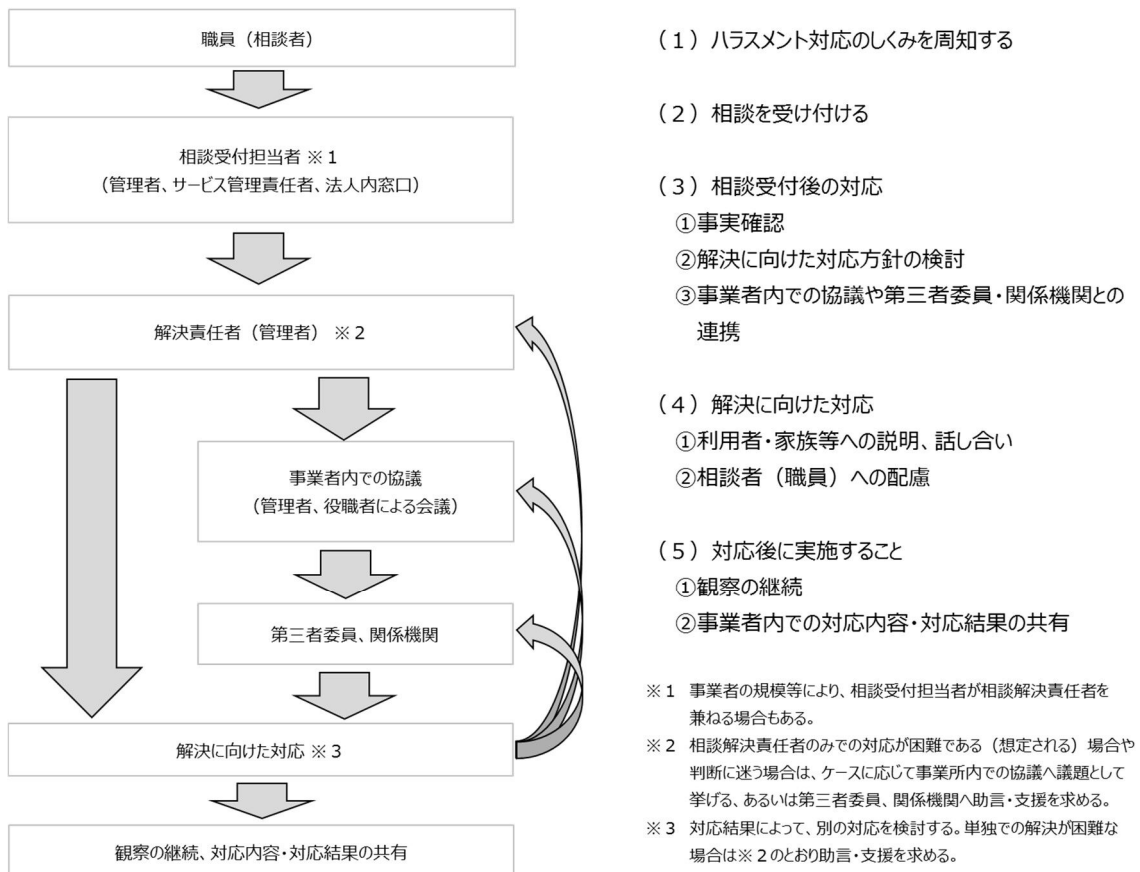 職員（相談者）
相談受付担当者 ※１
（管理者、サービス管理責任者、法人内窓口）
解決責任者（管理者） ※２
事業者内での協議
（管理者、役職者による会議）
第三者委員、関係機関
解決に向けた対応 ※３
観察の継続、対応内容・対応結果の共有
（１）ハラスメント対応のしくみを周知する
（２）相談を受け付ける
（３）相談受付後の対応
①事実確認
②解決に向けた対応方針の検討
③事業者内での協議や第三者委員・関係機関との
連携
（４）解決に向けた対応
①利用者・家族等への説明、話し合い
②相談者（職員）への配慮
（５）対応後に実施すること
①観察の継続
②事業者内での対応内容・対応結果の共有
※１ 事業者の規模等により、相談受付担当者が相談解決責任者を
兼ねる場合もある。
※２ 相談解決責任者のみでの対応が困難である（想定される）場合や
判断に迷う場合は、ケースに応じて事業所内での協議へ議題として
挙げる、あるいは第三者委員、関係機関へ助言・支援を求める。
※３ 対応結果によって、別の対応を検討する。単独での解決が困難な
場合は※２のとおり助言・支援を求める。